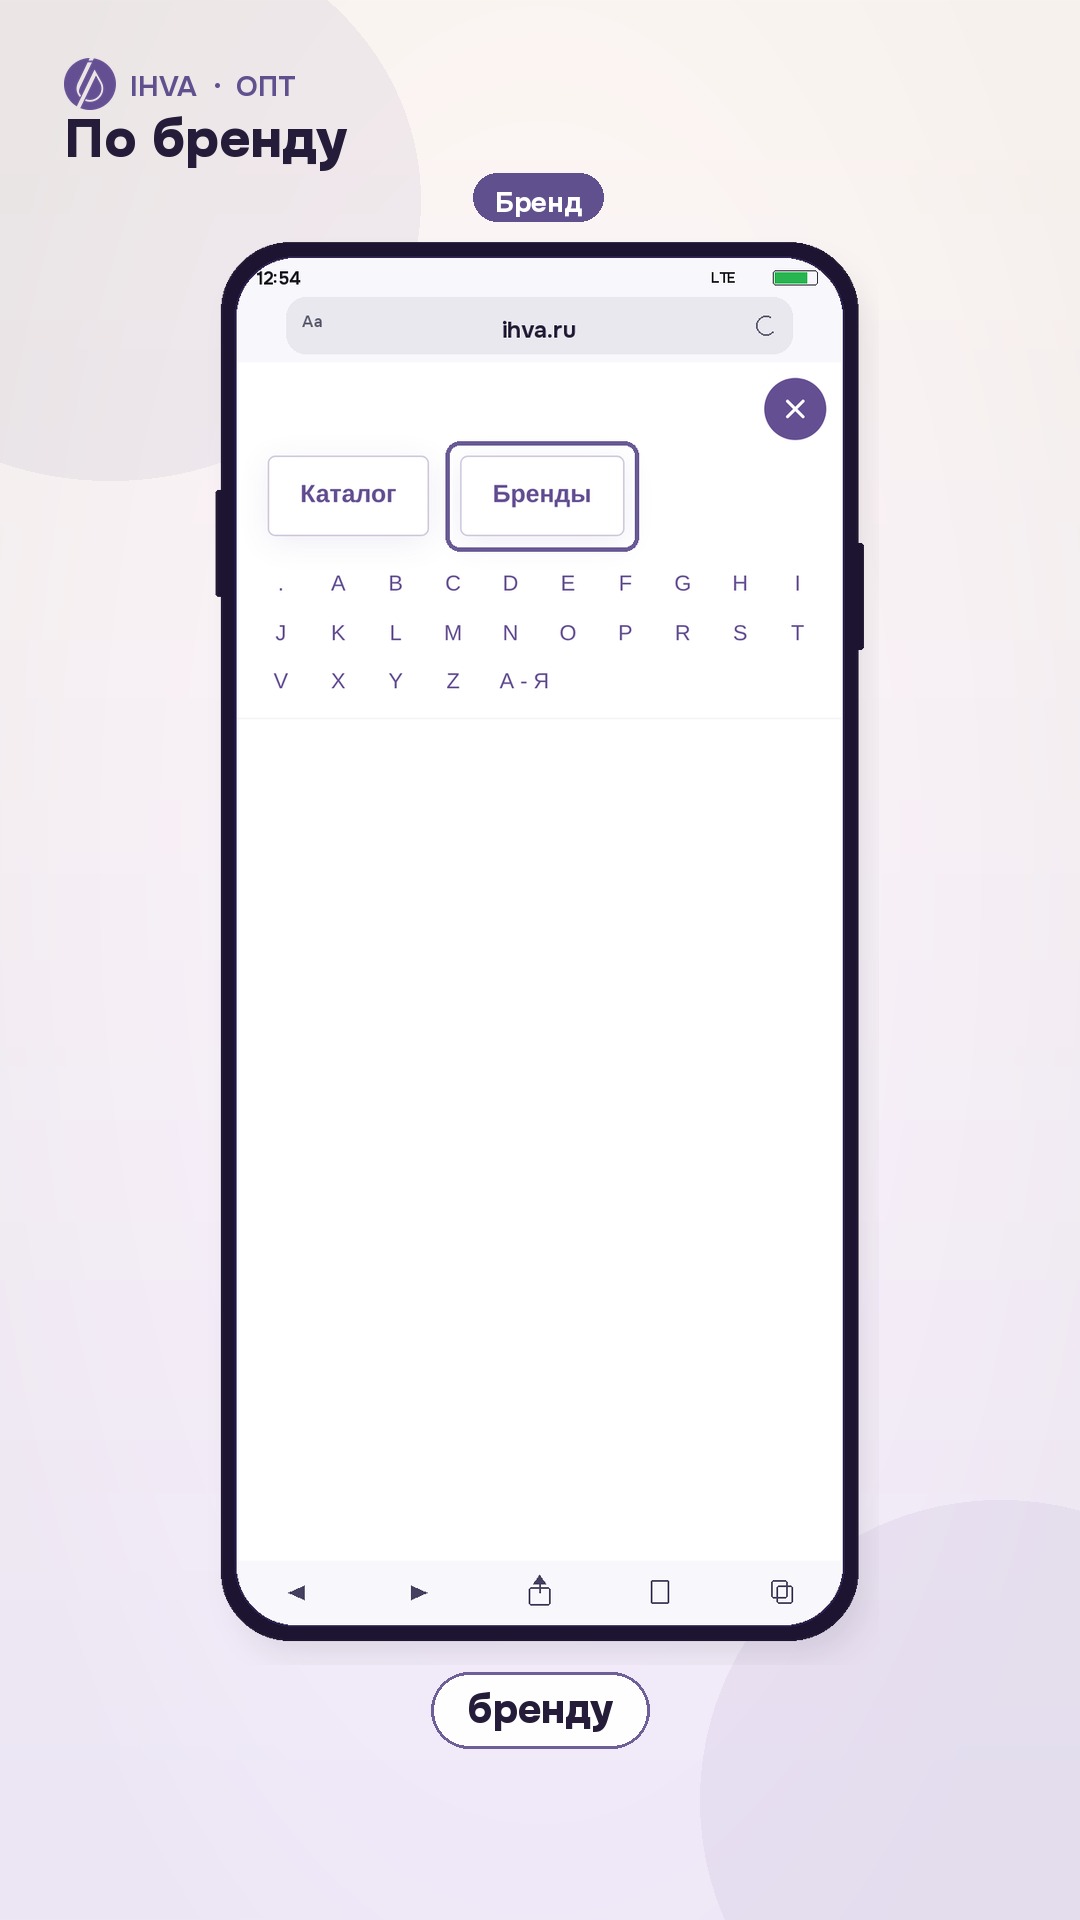 IHVA · ОПТ
По бренду
Бренд
12:54 LTE
Aa ihva.ru
Каталог Бренды
. A B C D E F G H I
J K L M N O P R S T
V X Y Z А - Я
бренду